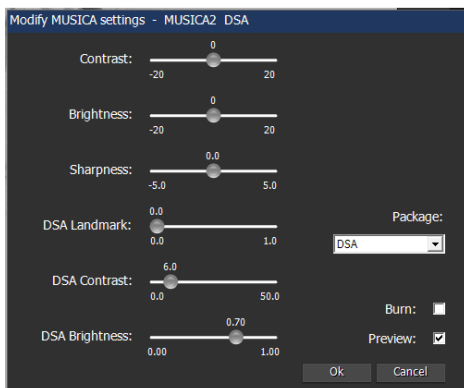 Modify MUSICA settings - MUSICA2 DSA
0
Contrast:
-20 20
0
Brightness:
-20 20
0.0
Sharpness:
-5.0 5.0
0.0
Package:
DSA Landmark:
0.0 1.0
DSA
6.0
DSA Contrast:
0.0 50.0
Burn:
0.70
DSA Brightness:
Preview:
0.00 1.00
Ok Cancel